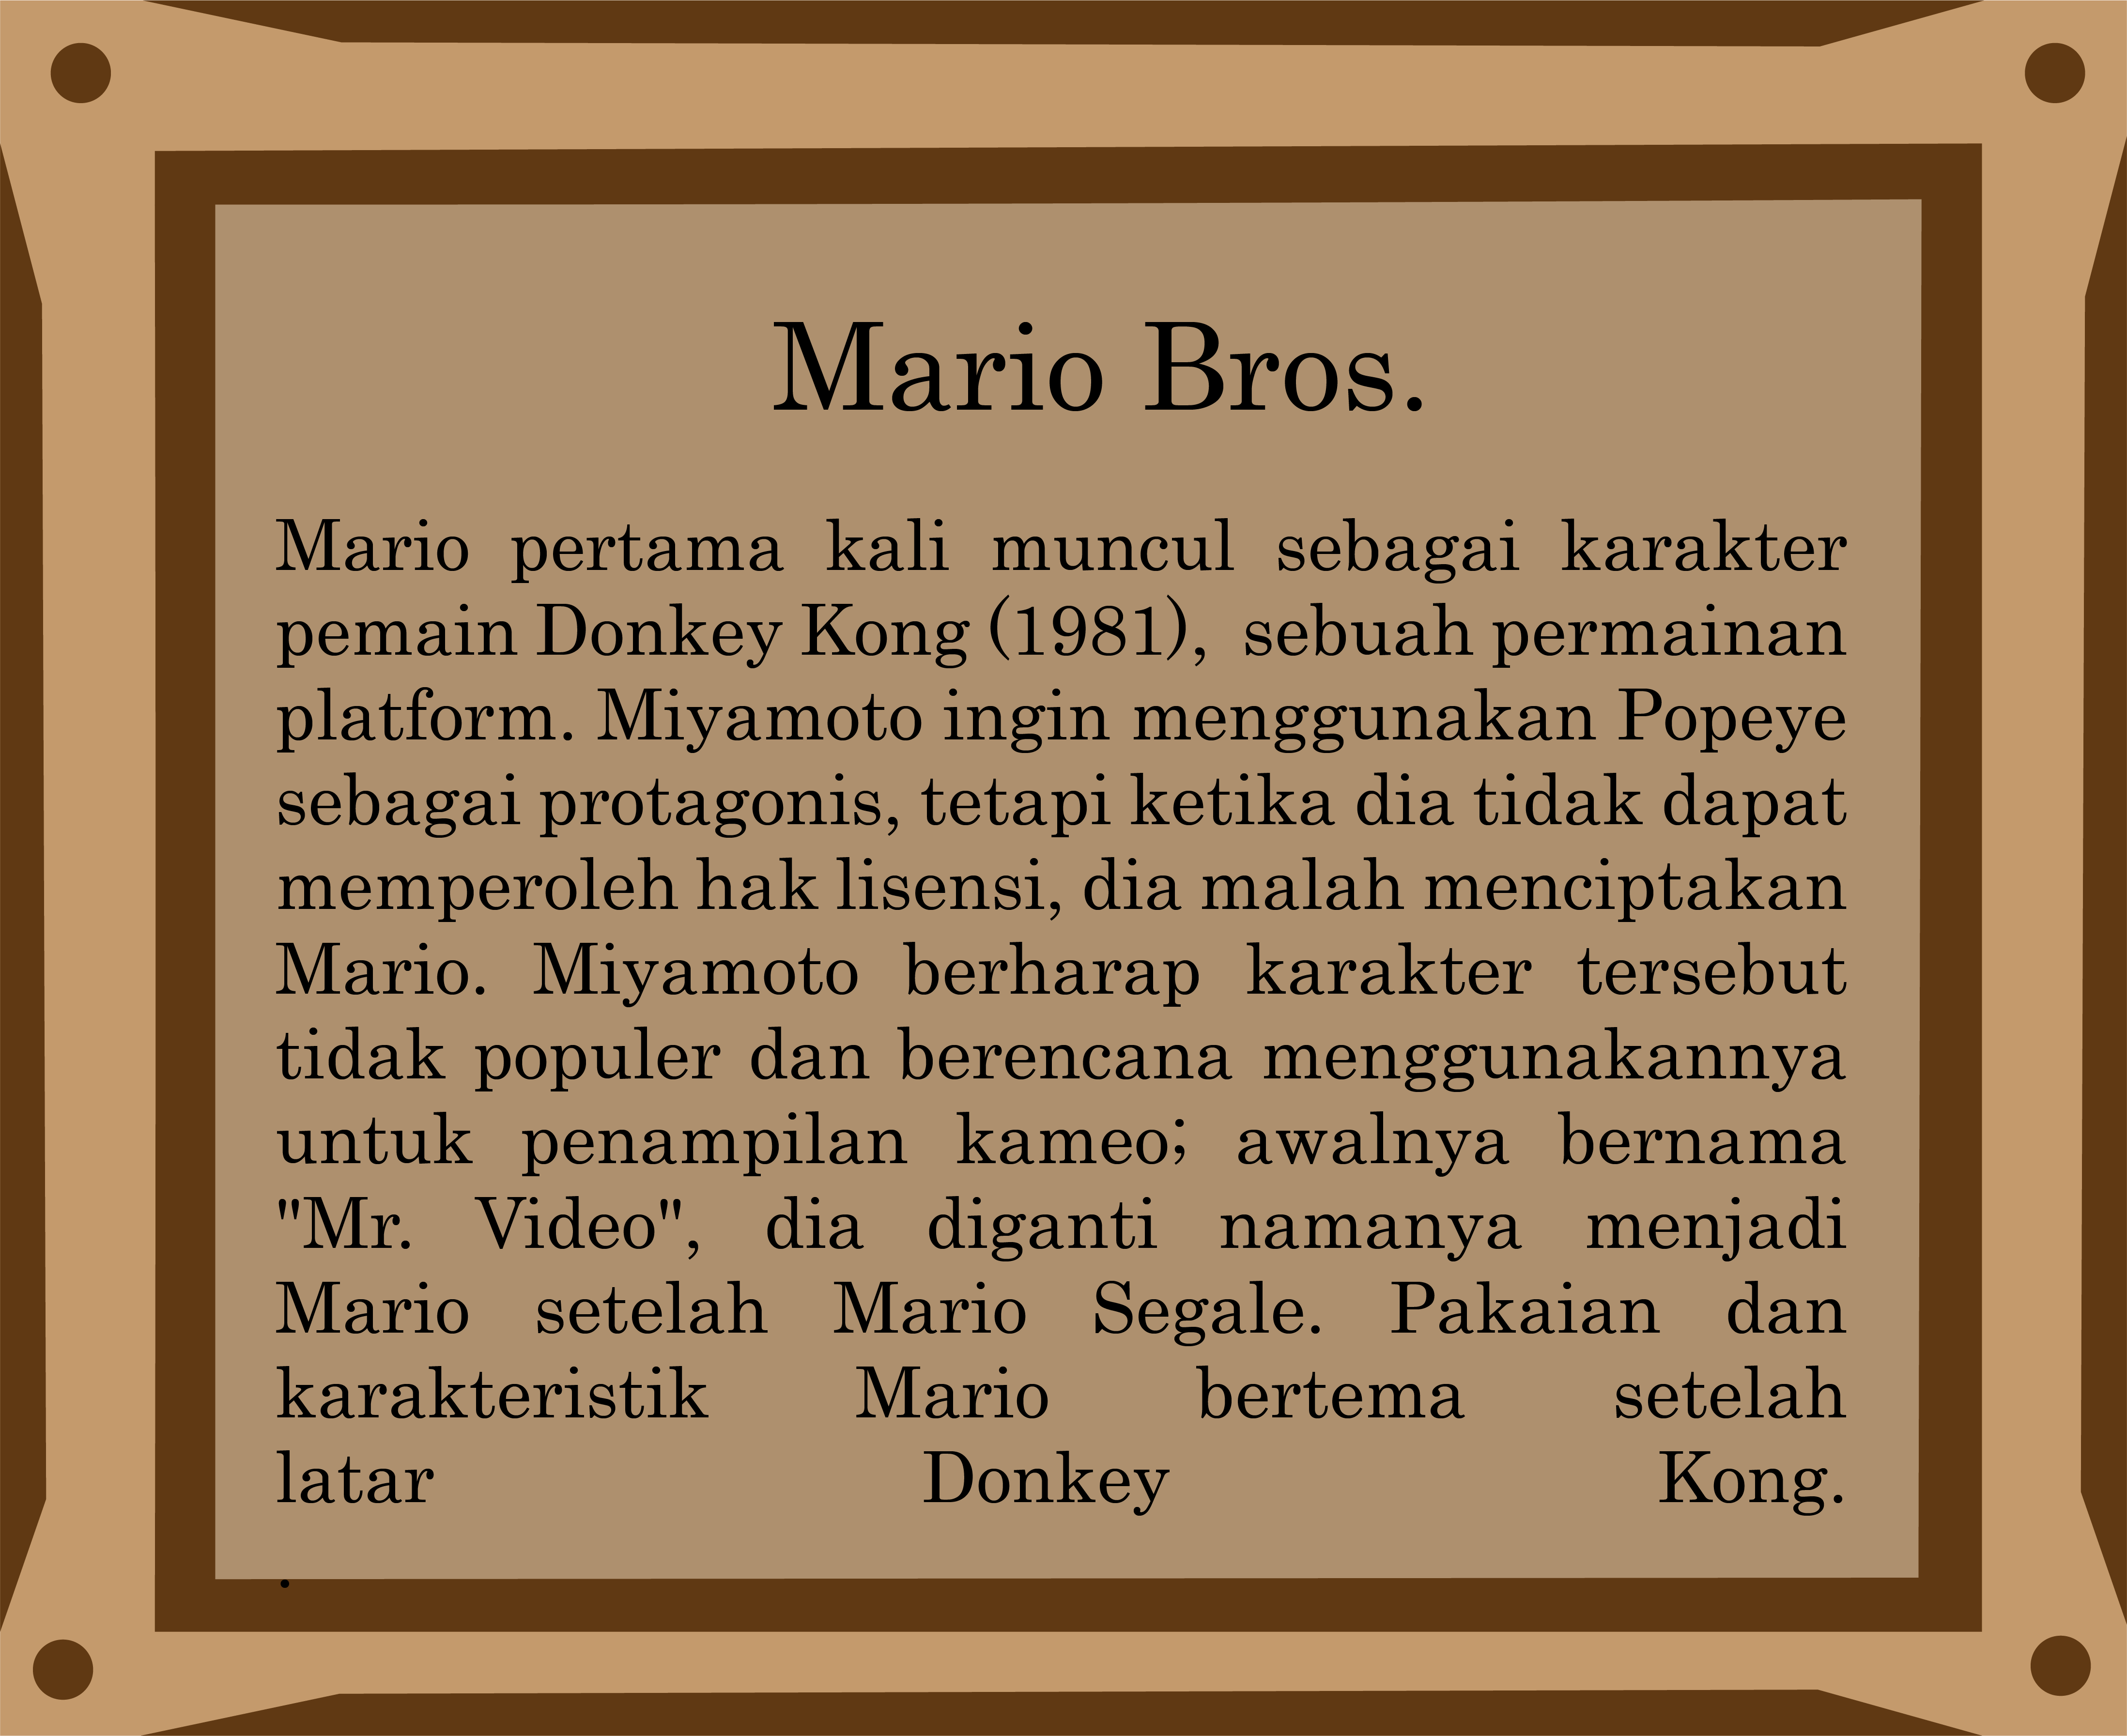 Mario Bros.
Mario pertama kali muncul sebagai karakter
pemain Donkey Kong (1981), sebuah permainan
platform. Miyamoto ingin menggunakan Popeye
sebagai protagonis, tetapi ketika dia tidak dapat
memperoleh hak lisensi, dia malah menciptakan
Mario. Miyamoto berharap karakter tersebut
tidak populer dan berencana menggunakannya
untuk penampilan kameo; awalnya bernama
"Mr. Video", dia diganti namanya menjadi
Mario setelah Mario Segale. Pakaian dan
karakteristik Mario bertema setelah
latar Donkey Kong.
.